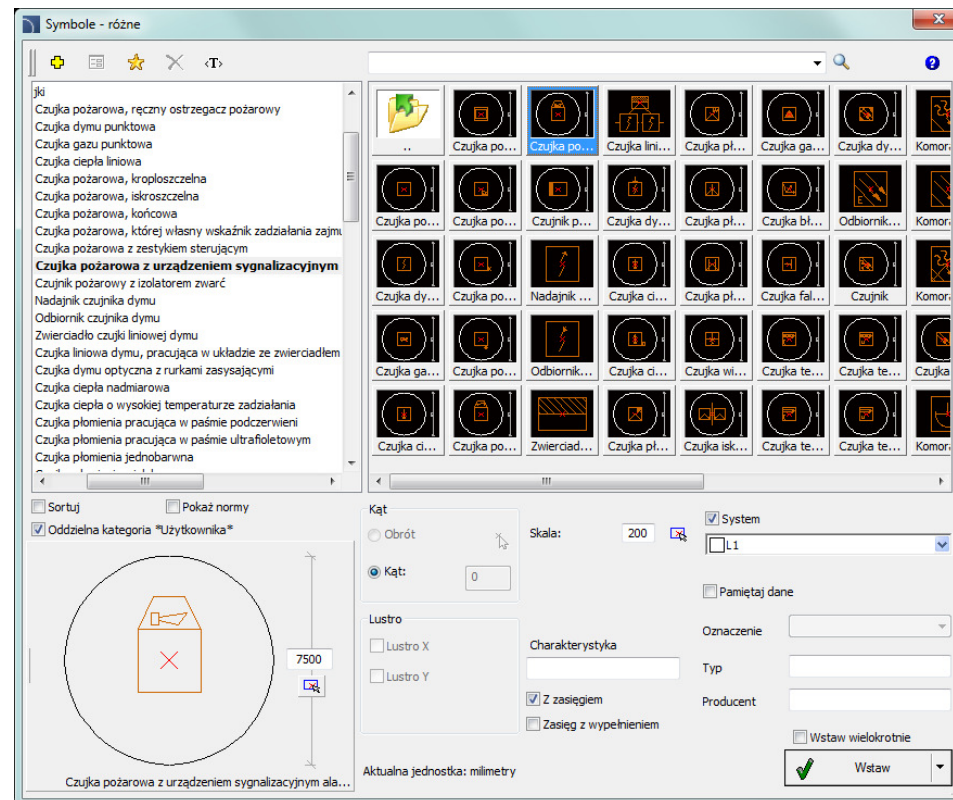 Symbole - różne
<T>
jki
Czujka pożarowa, ręczny ostrzegacz pożarowy
Czujka dymu punktowa
Czujka gazu punktowa
Czujka ciepła liniowa
Czujka pożarowa, kroploszczelna
Czujka pożarowa, iskroszczelna
Czujka pożarowa, końcowa
Czujka pożarowa, której własny wskaźnik zadziałania zajmu
Czujka pożarowa z zestykiem sterującym
Czujka pożarowa z urządzeniem sygnalizacyjnym
Czujnik pożarowy z izolatorem zwarć
Nadajnik czujnika dymu
Odbiornik czujnika dymu
Zwierciadło czujki liniowej dymu
Czujka liniowa dymu, pracująca w układzie ze zwierciadłem
Czujka dymu optyczna z rurkami zasysającymi
Czujka ciepła nadmiarowa
Czujka ciepła o wysokiej temperaturze zadziałania
Czujka płomienia pracująca w paśmie podczerwieni
Czujka płomienia pracująca w paśmie ultrafioletowym
Czujka płomienia jednobarwna
.. Czujka po... Czujka po... Czujka lini... Czujka pł... Czujka ga... Czujka dy... Komora
Czujka po... Czujka po... Czujnik p... Czujka dy... Czujka pł... Czujka bł... Odbiornik... Komora
Czujka dy... Czujka po... Nadajnik ... Czujka ci... Czujka pł... Czujka fal... Czujnik Komora
Czujka ga... Czujka po... Odbiornik... Czujka ci... Czujka wi... Czujka te... Czujka te... Czujka
Czujka ci... Czujka po... Zwierciad... Czujka pł... Czujka isk... Czujka te... Czujka te... Komora
Sortuj Pokaż normy
Oddzielna kategoria *Użytkownika*
7500
Czujka pożarowa z urządzeniem sygnalizacyjnym ala...
Kąt
Obrót
Kąt: 0
Lustro
Lustro X
Lustro Y
Aktualna jednostka: milimetry
Skala: 200
Charakterystyka
Z zasięgiem
Zasięg z wypełnieniem
System
L1
Pamiętaj dane
Oznaczenie
Typ
Producent
Wstaw wielokrotnie
Wstaw